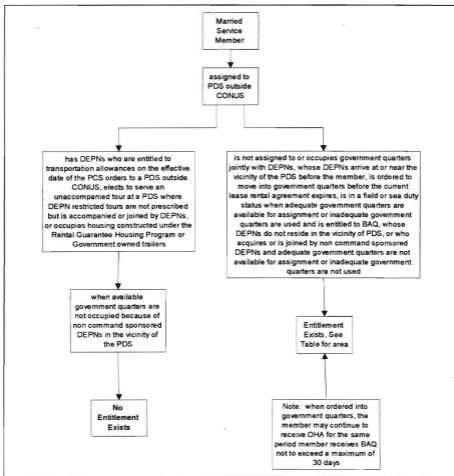 Married
Service
Member
assigned to
PDS outside
CONUS
has DEPNs who are entitled to
transportation allowances on the effective
date of the PCS orders to a PDS outside
CONUS, elects to serve an
unaccompanied tour at a PDS where
DEPN restricted tours are not prescribed
but is accompanied or joined by DEPNs,
or occupies housing constructed under the
Rental Guarantee Housing Program or
Government owned trailers
is not assigned to or occupies government quarters
jointly with DEPNs, whose DEPNs arrive at or near the
vicinity of the PDS before the member, is ordered to
move into government quarters before the current
lease rental agreement expires, is in a field or sea duty
status when adequate government quarters are
available for assignment or inadequate government
quarters are used and is entitled to BAQ, whose
DEPNs do not reside in the vicinity of PDS, or who
acquires or is joined by non command sponsored
DEPNs and adequate government quarters are not
available for assignment or inadequate government
quarters are not used
when available
government quarters are
not occupied because of
non command sponsored
DEPNs in the vicinity of
the PDS
Entitlement
Exists, See
Table for area
No
Entitlement
Exists
Note: when ordered into
government quarters, the
member may continue to
receive OHA for the same
period member receives BAQ
not to exceed a maximum of
30 days